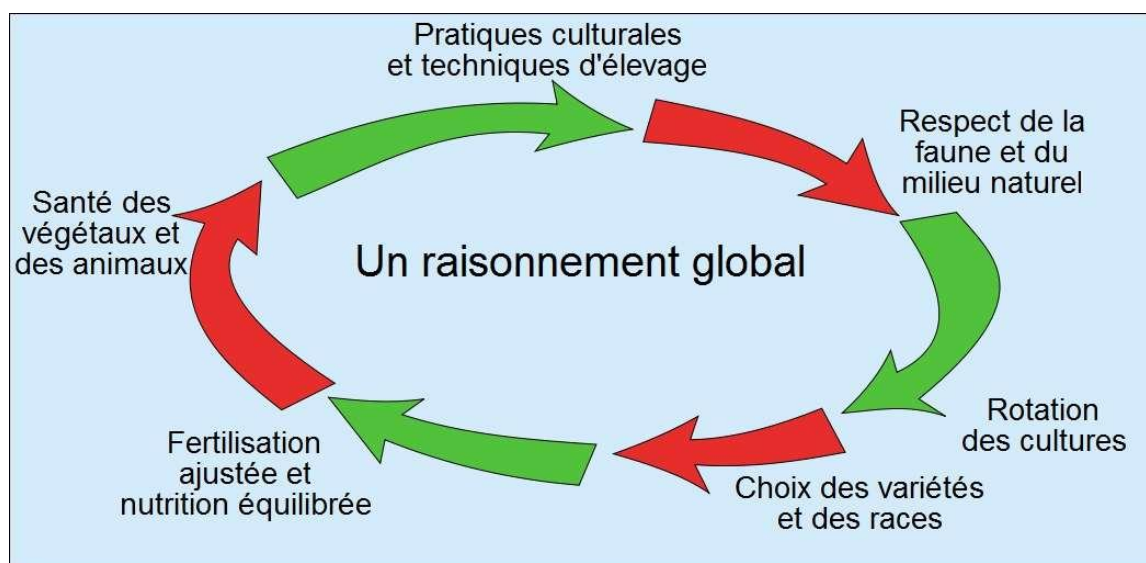 Pratiques culturales
et techniques d'élevage
Respect de la
faune et du
milieu naturel
Rotation
des cultures
Choix des variétés
et des races
Fertilisation
ajustée et
nutrition équilibrée
Santé des
végétaux et
des animaux
Un raisonnement global